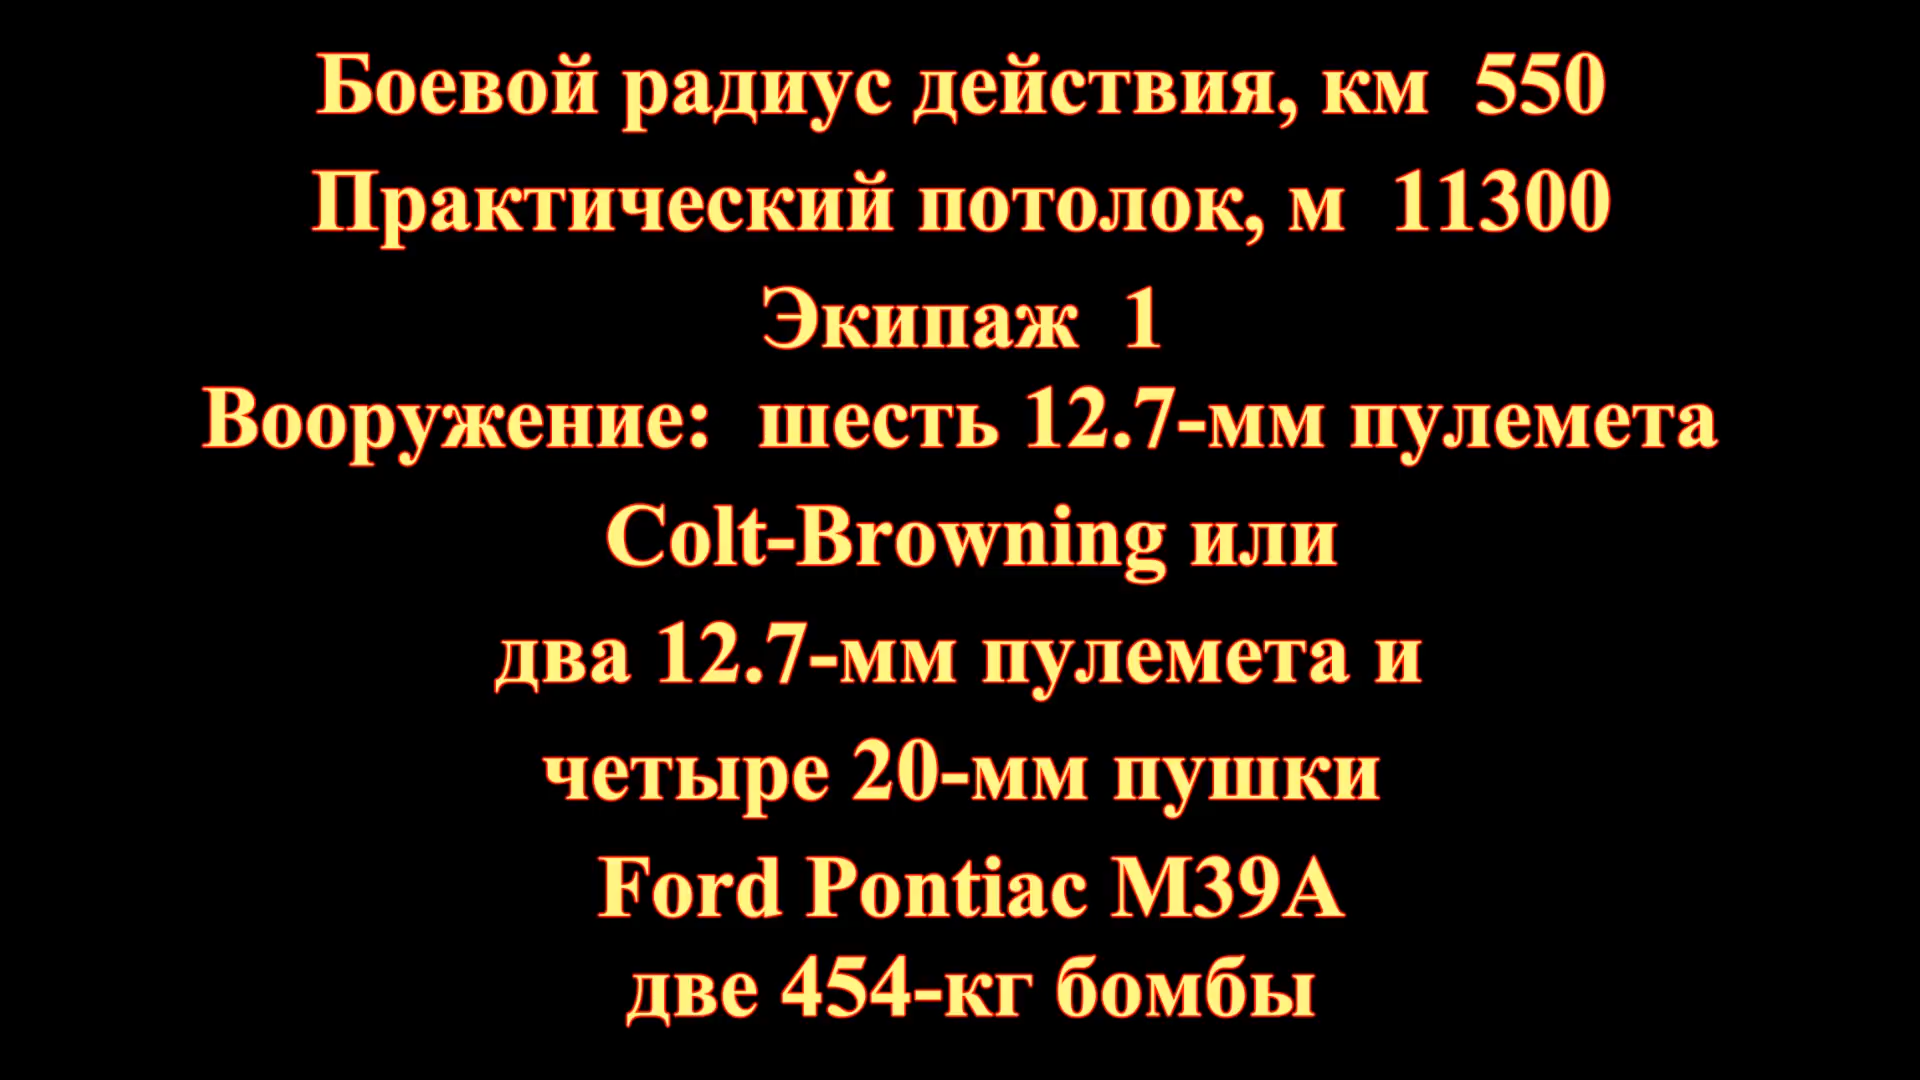 Боевой радиус действия, км 550
Практический потолок, м 11300
Экипаж 1
Вооружение: шесть 12.7-мм пулемета
Colt-Browning или
два 12.7-мм пулемета и
четыре 20-мм пушки
Ford Pontiac M39A
две 454-кг бомбы